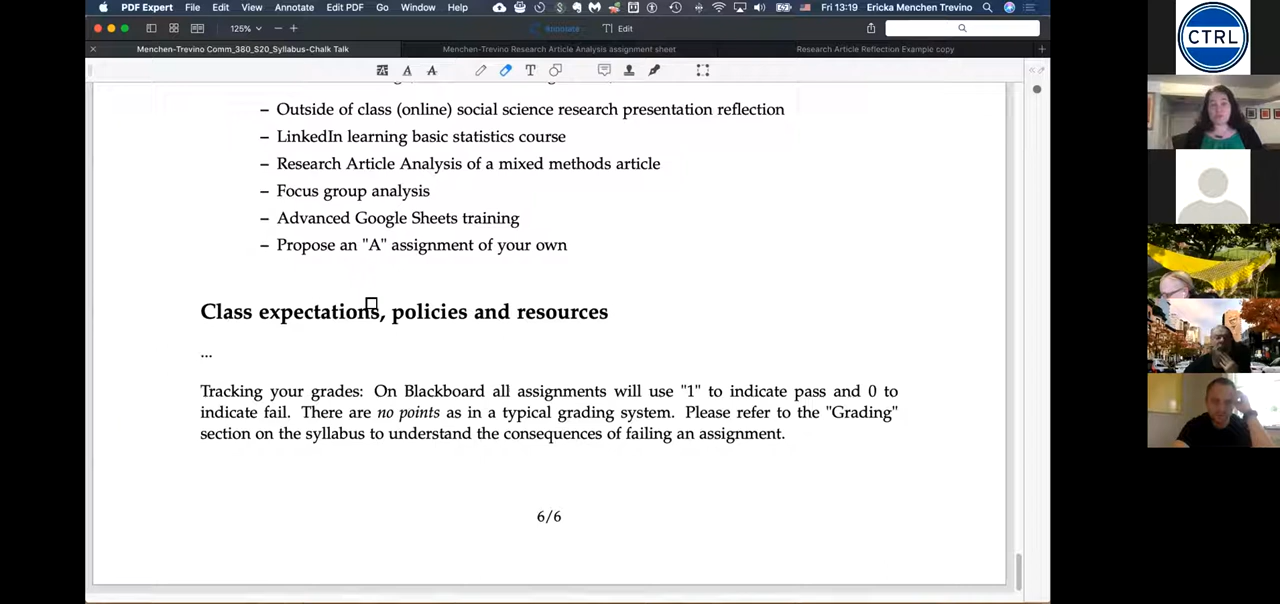 PDF Expert File Edit View Annotate Edit PDF Go Window Help Fri 13:19 Ericka Menchen Trevino
125% Annotate Edit
Menchen-Trevino Comm_380_S20_Syllabus-Chalk Talk Menchen-Trevino Research Article Analysis assignment sheet Research Article Reflection Example copy
– Outside of class (online) social science research presentation reflection
– LinkedIn learning basic statistics course
– Research Article Analysis of a mixed methods article
– Focus group analysis
– Advanced Google Sheets training
– Propose an "A" assignment of your own
Class expectations, policies and resources
...
Tracking your grades: On Blackboard all assignments will use "1" to indicate pass and 0 to
indicate fail. There are no points as in a typical grading system. Please refer to the "Grading"
section on the syllabus to understand the consequences of failing an assignment.
6/6
CTRL